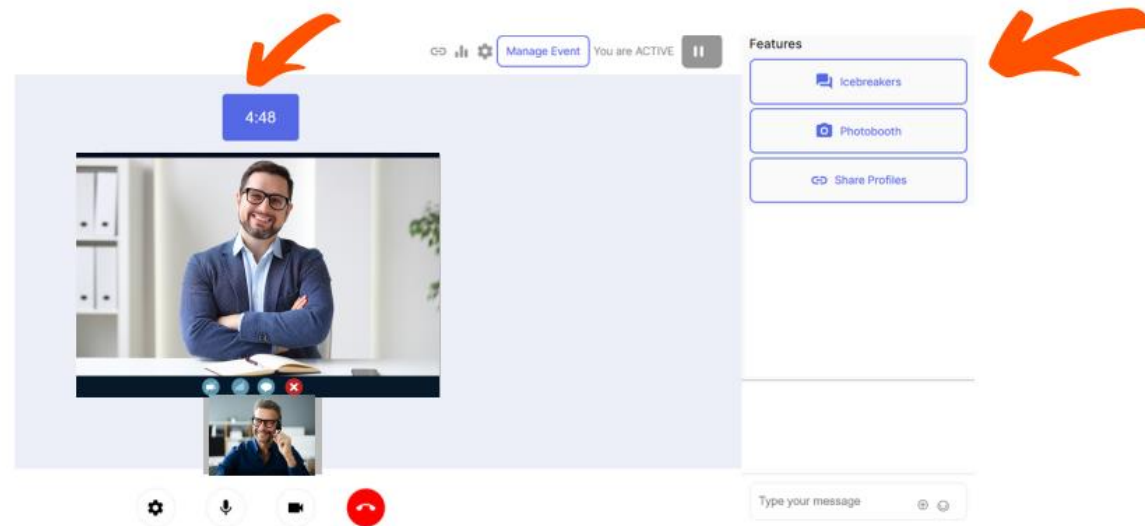 Manage Event
You are ACTIVE
4:48
Features
Icebreakers
Photobooth
Share Profiles
Type your message